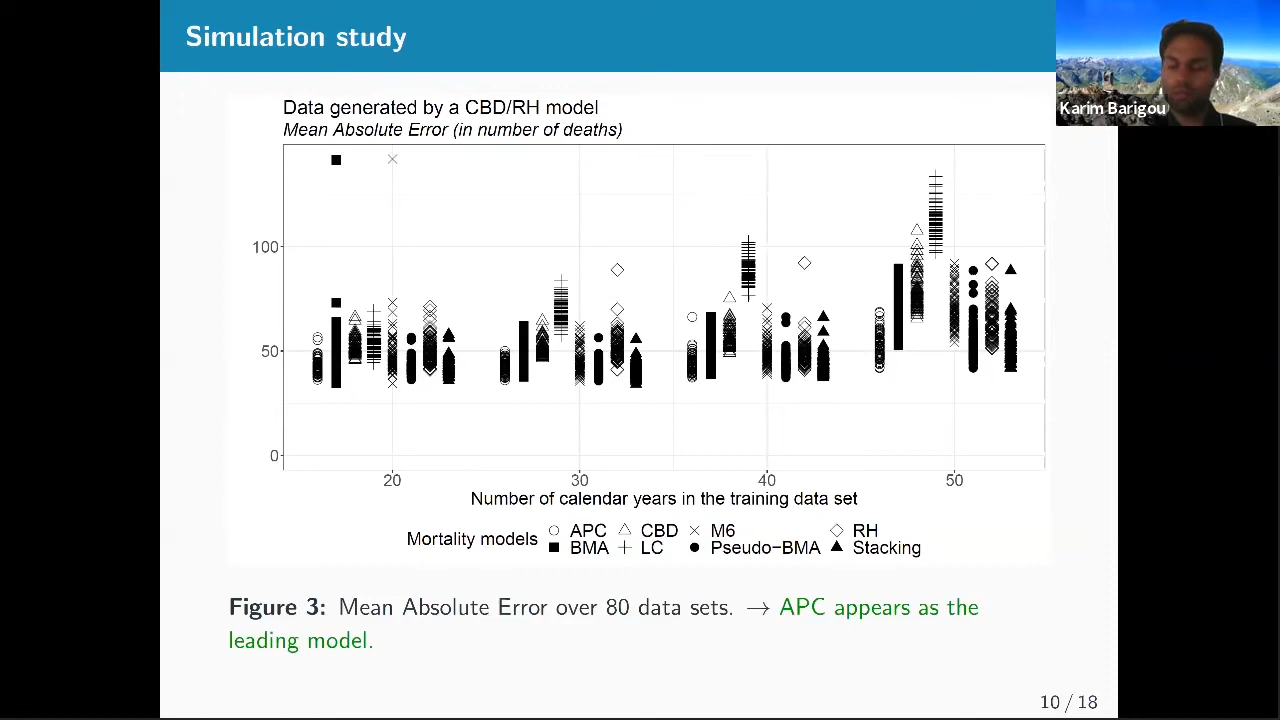 Simulation study
Karim Barigou
Data generated by a CBD/RH model
Mean Absolute Error (in number of deaths)
100
50
0
20 30 40 50
Number of calendar years in the training data set
Mortality models
APC CBD M6 RH
BMA LC Pseudo−BMA Stacking
Figure 3: Mean Absolute Error over 80 data sets. → APC appears as the
leading model.
10 / 18